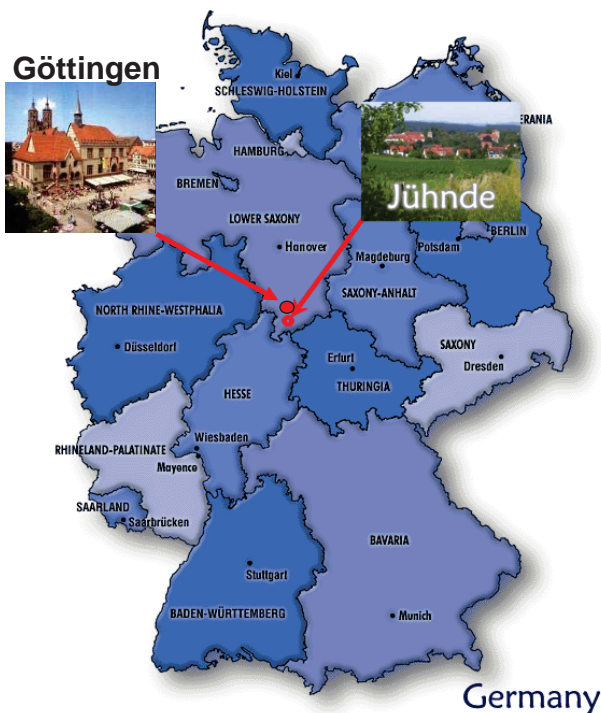 Göttingen
Kiel
SCHLESWIG-HOLSTEIN
ERANIA
HAMBURG
Jühnde
BREMEN
LOWER SAXONY
Hanover
BERLIN
Potsdam
Magdeburg
SAXONY-ANHALT
NORTH RHINE-WESTPHALIA
Düsseldorf
SAXONY
Dresden
Erfurt
THURINGIA
HESSE
Wiesbaden
RHINELAND-PALATINATE
Mayence
SAARLAND
Saarbrücken
BAVARIA
Stuttgart
BADEN-WÜRTTEMBERG
Munich
Germany